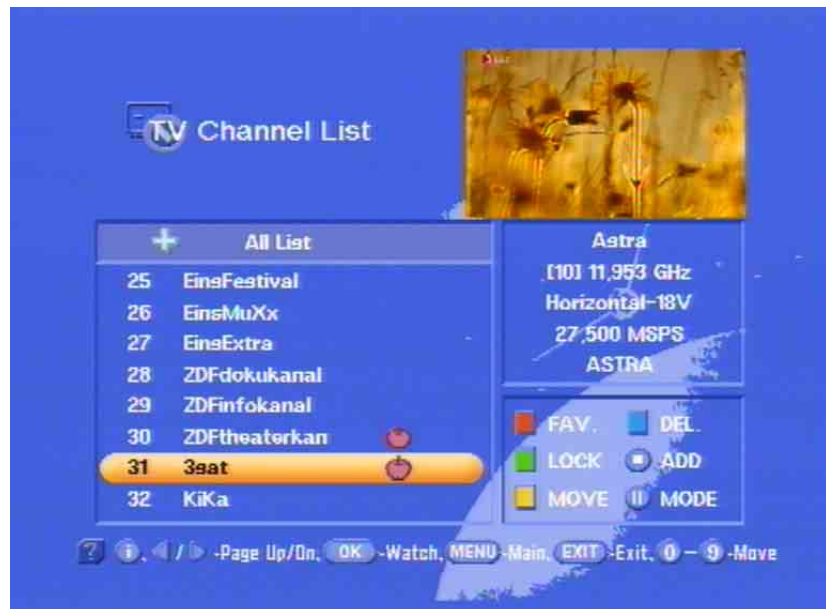 TV Channel List
All List
25 EinsFestival
26 EinsMuXx
27 EinsExtra
28 ZDFdokukanal
29 ZDFinfokanal
30 ZDFtheaterkan
31 3sat
32 KiKa
Astra
[10] 11,953 GHz
Horizontal-18V
27,500 MSPS
ASTRA
FAV. DEL.
LOCK ADD
MOVE MODE
? i, / -Page Up/Dn, OK -Watch, MENU -Main, EXIT -Exit, 0 - 9 -Move